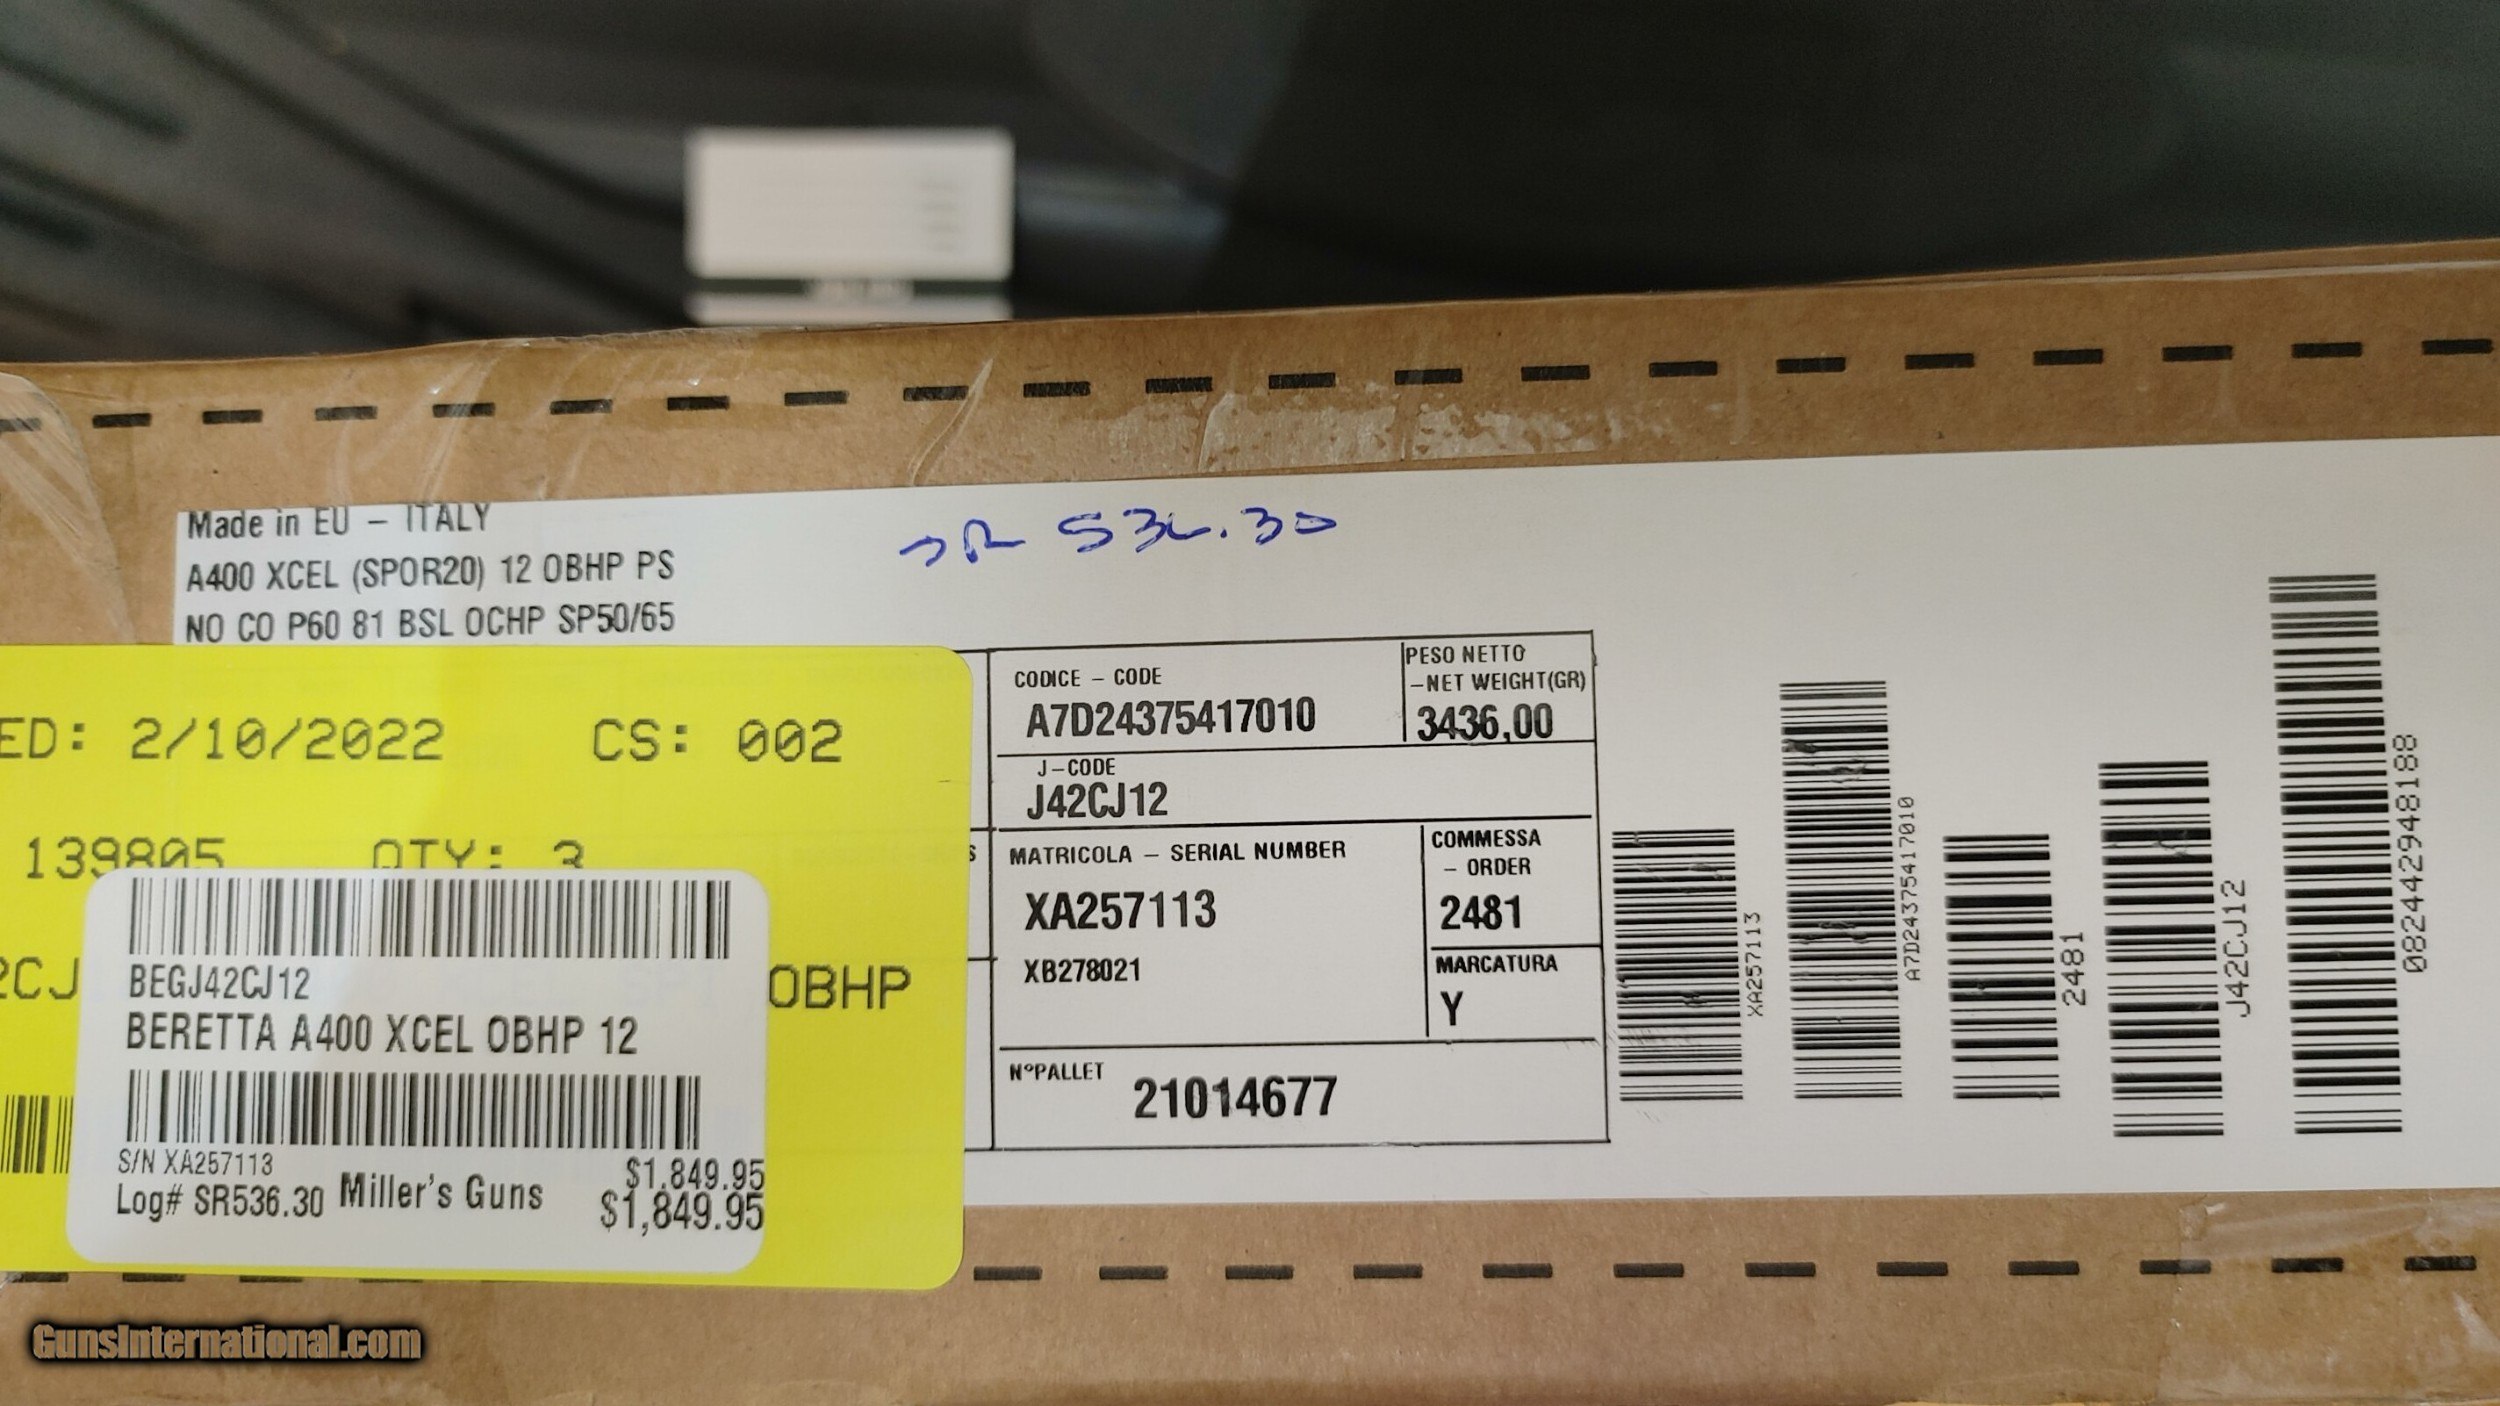 Made in EU – ITALY
A400 XCEL (SPOR20) 12 OBHP PS
NO CO P60 81 BSL OCHP SP50/65
SR 536.30
CODICE – CODE
A7D24375417010
PESO NETTO
–NET WEIGHT(GR)
3436,00
J–CODE
J42CJ12
MATRICOLA – SERIAL NUMBER
XA257113
XB278021
COMMESSA
– ORDER
2481
MARCATURA
Y
N°PALLET
21014677
XA257113
A7D24375417010
2481
J42CJ12
082442948188
ED: 2/10/2022 CS: 002
139805 QTY: 3
2CJ OBHP
BEGJ42CJ12
BERETTA A400 XCEL OBHP 12
S/N XA257113
$1,849.95
Log# SR536.30 Miller's Guns $1,849.95
GunsInternational.com